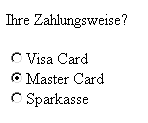 Ihre Zahlungsweise?
Visa Card
Master Card
Sparkasse